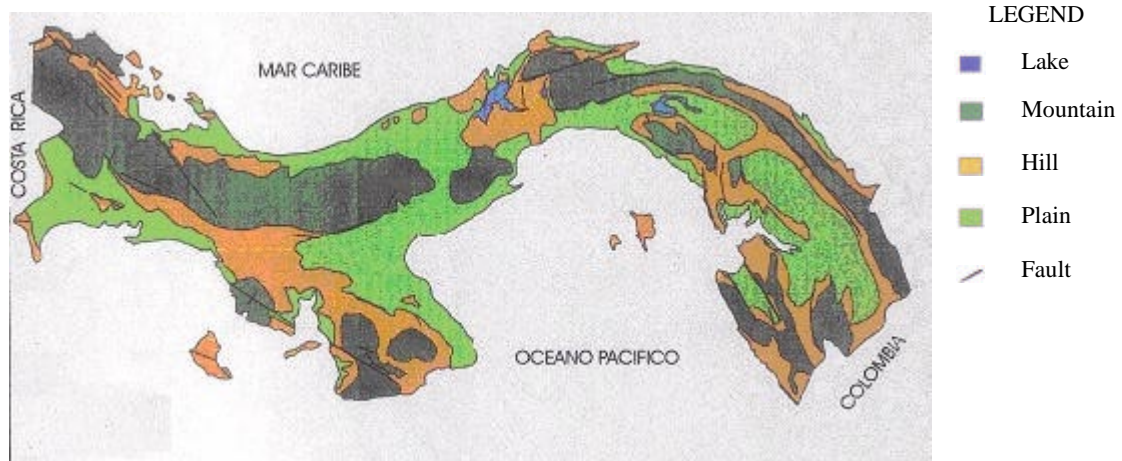 LEGEND
Lake
Mountain
Hill
Plain
Fault
MAR CARIBE
COSTA RICA
OCEANO PACIFICO
COLOMBIA